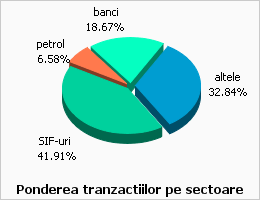 banci
18.67%
petrol
6.58%
altele
32.84%
SIF-uri
41.91%
Ponderea tranzactiilor pe sectoare